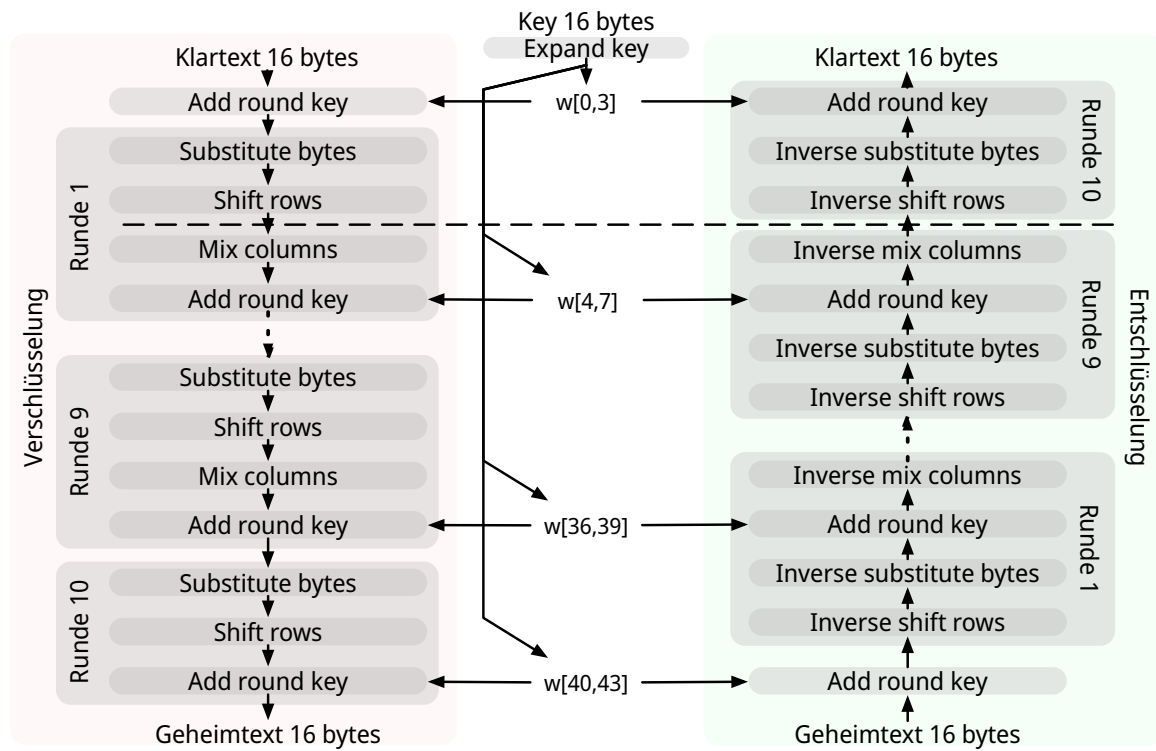 Key 16 bytes
Expand key
w[0,3]
w[4,7]
w[36,39]
w[40,43]
Verschlüsselung
Klartext 16 bytes
Add round key
Runde 1
Substitute bytes
Shift rows
Mix columns
Add round key
Runde 9
Substitute bytes
Shift rows
Mix columns
Add round key
Runde 10
Substitute bytes
Shift rows
Add round key
Geheimtext 16 bytes
Entschlüsselung
Klartext 16 bytes
Runde 10
Add round key
Inverse substitute bytes
Inverse shift rows
Runde 9
Inverse mix columns
Add round key
Inverse substitute bytes
Inverse shift rows
Runde 1
Inverse mix columns
Add round key
Inverse substitute bytes
Inverse shift rows
Add round key
Geheimtext 16 bytes